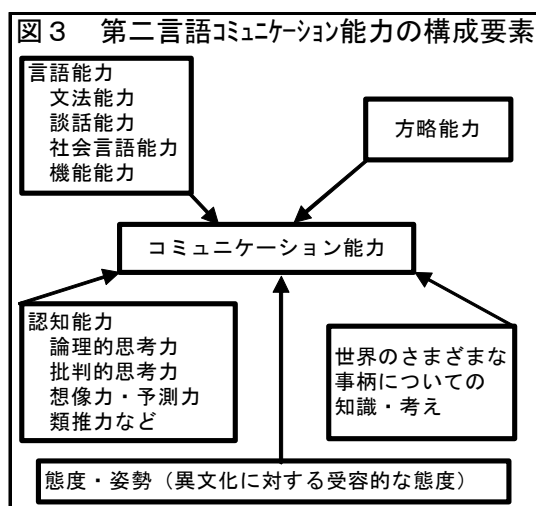 図3 第二言語コミュニケーション能力の構成要素
言語能力
文法能力
談話能力
社会言語能力
機能能力
方略能力
コミュニケーション能力
認知能力
論理的思考力
批判的思考力
想像力・予測力
類推力など
世界のさまざまな
事柄についての
知識・考え
態度・姿勢（異文化に対する受容的な態度）